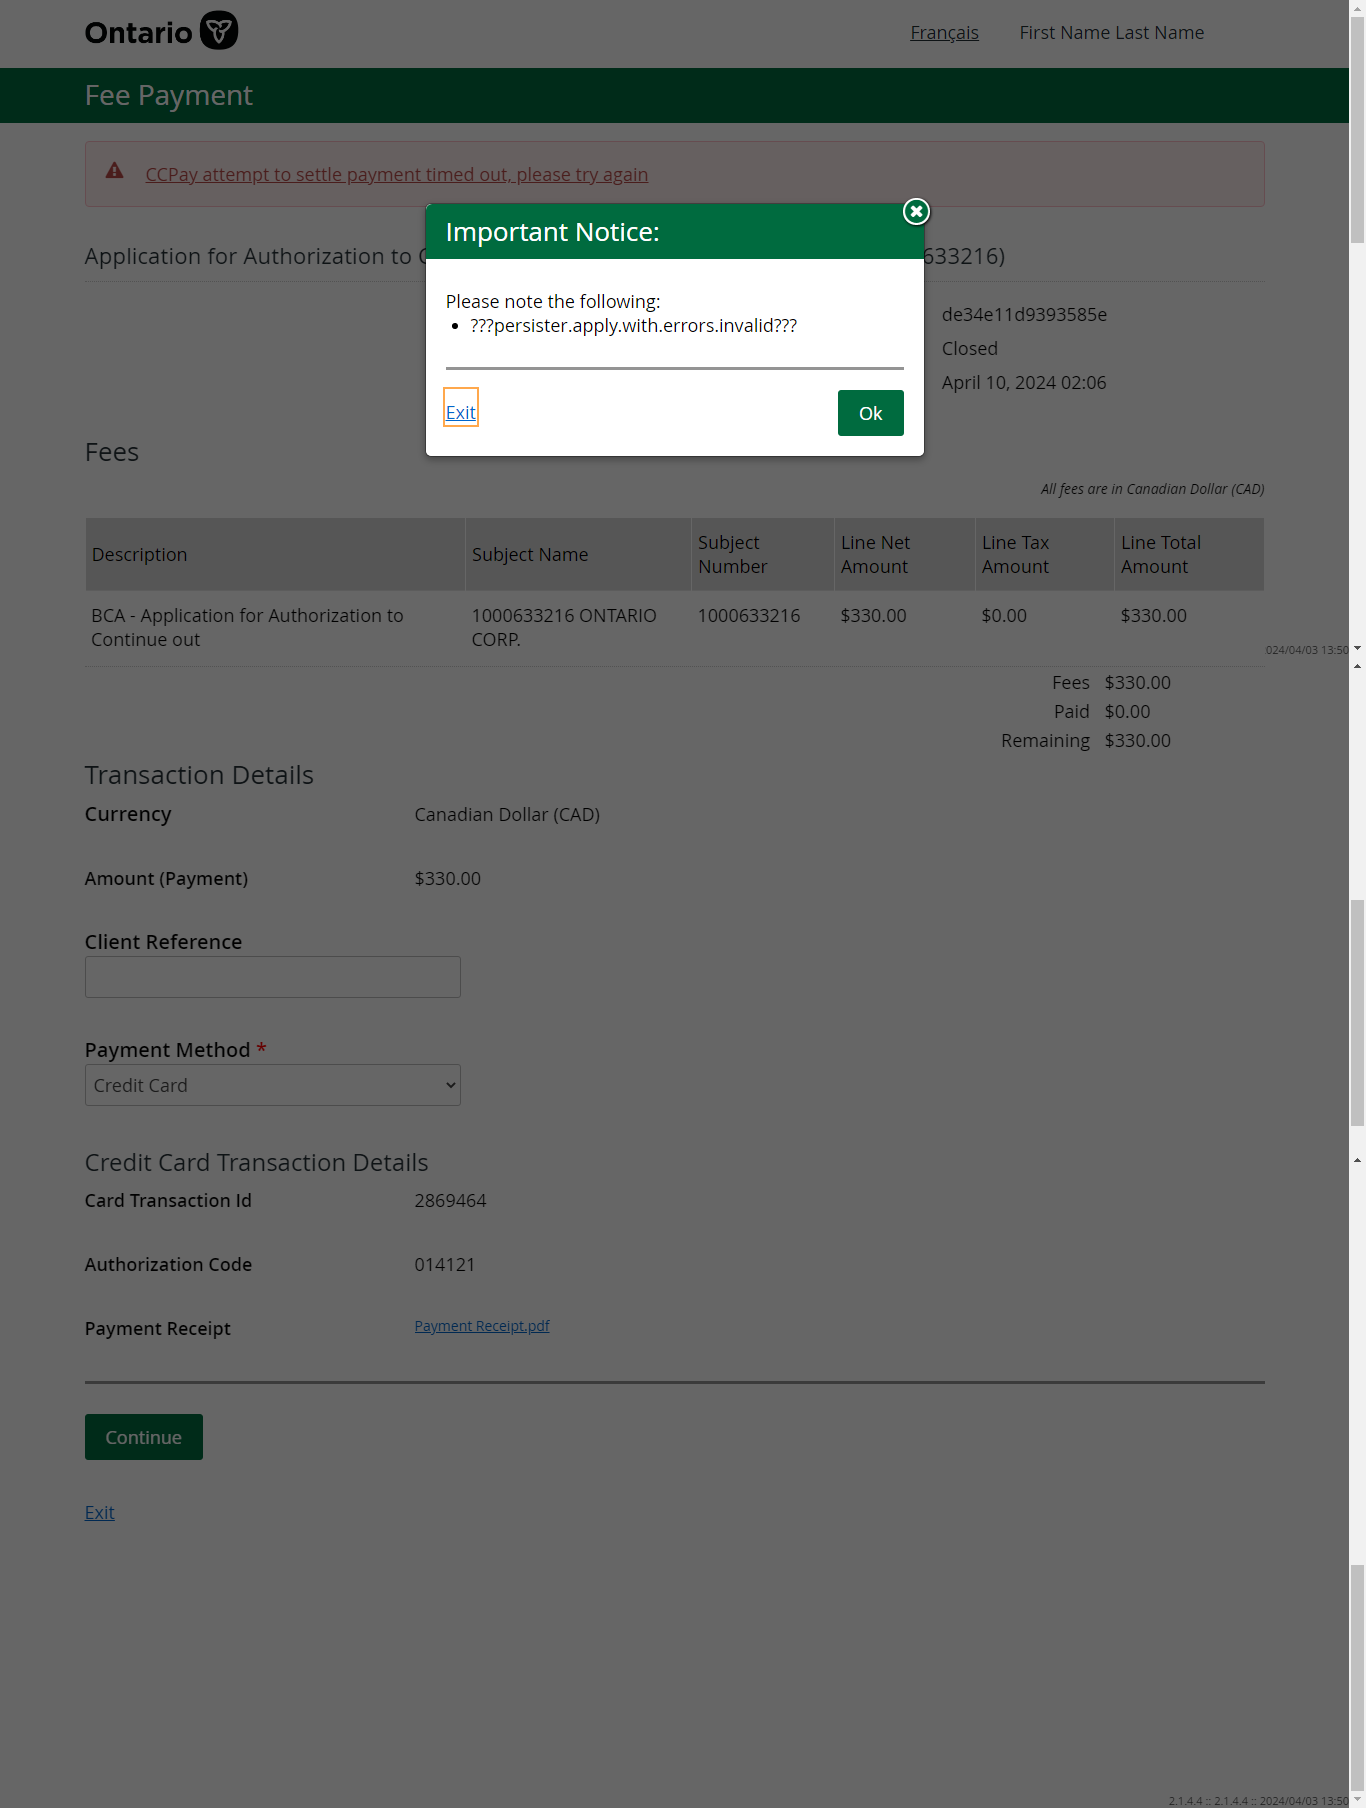 Ontario
Français First Name Last Name
Fee Payment
CCPay attempt to settle payment timed out, please try again
Important Notice:
Application for Authorization to 633216)
Please note the following:
• ???persister.apply.with.errors.invalid???
de34e11d9393585e
Closed
April 10, 2024 02:06
Exit Ok
Fees
All fees are in Canadian Dollar (CAD)
Description Subject Name Subject Number Line Net Amount Line Tax Amount Line Total Amount
BCA - Application for Authorization to Continue out 1000633216 ONTARIO CORP. 1000633216 $330.00 $0.00 $330.00
024/04/03 13:50
Fees $330.00
Paid $0.00
Remaining $330.00
Transaction Details
Currency Canadian Dollar (CAD)
Amount (Payment) $330.00
Client Reference
Payment Method *
Credit Card
Credit Card Transaction Details
Card Transaction Id 2869464
Authorization Code 014121
Payment Receipt Payment Receipt.pdf
Continue
Exit
2.1.4.4 :: 2.1.4.4 :: 2024/04/03 13:50